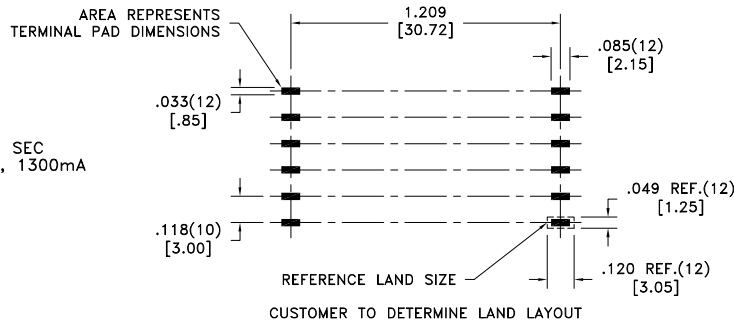 AREA REPRESENTS
TERMINAL PAD DIMENSIONS
1.209
[30.72]
.085(12)
[2.15]
.033(12)
[.85]
SEC
, 1300mA
.049 REF.(12)
[1.25]
.118(10)
[3.00]
REFERENCE LAND SIZE
.120 REF.(12)
[3.05]
CUSTOMER TO DETERMINE LAND LAYOUT